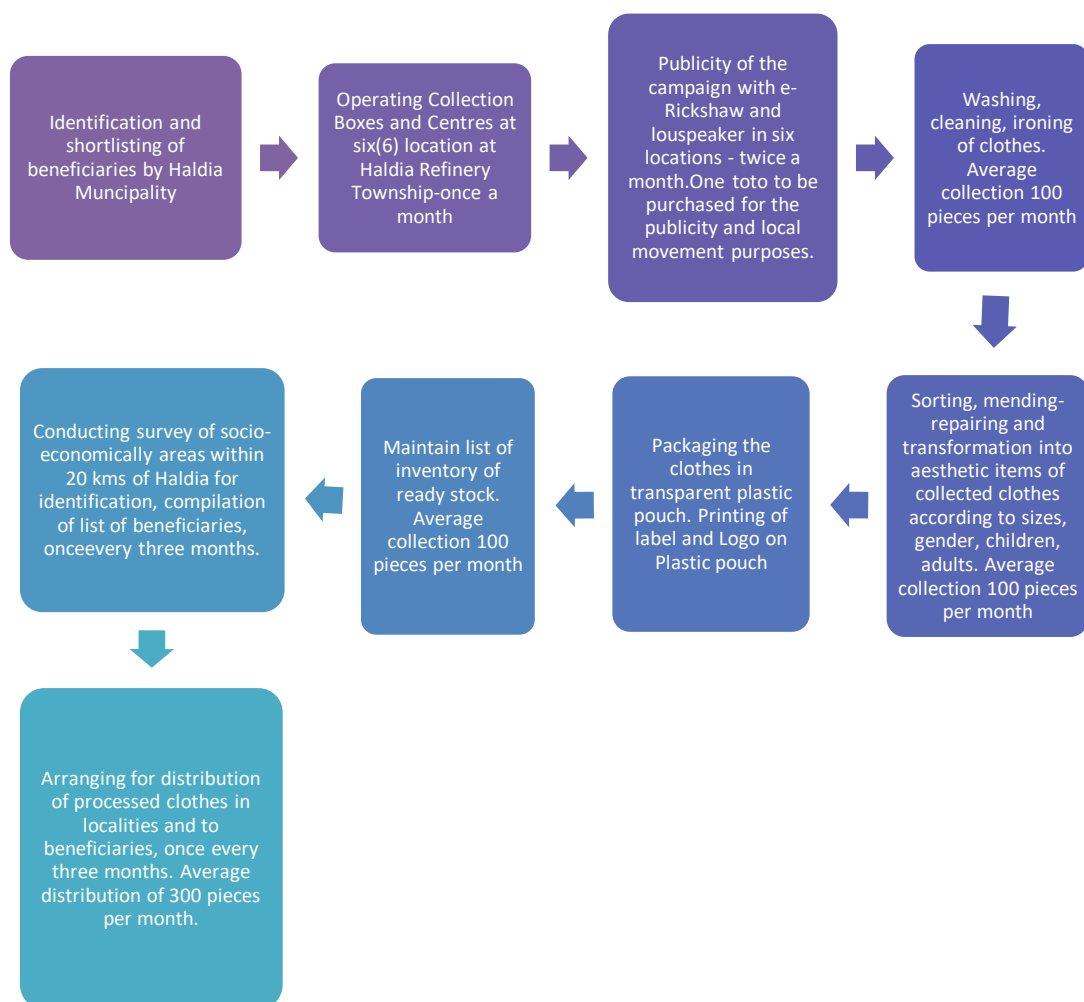 Identification and
shortlisting of
beneficiaries by Haldia
Muncipality
Operating Collection
Boxes and Centres at
six(6) location at
Haldia Refinery
Township-once a
month
Publicity of the
campaign with e-
Rickshaw and
louspeaker in six
locations - twice a
month.One toto to be
purchased for the
publicity and local
movement purposes.
Washing,
cleaning, ironing
of clothes.
Average
collection 100
pieces per month
Sorting, mending-
repairing and
transformation into
aesthetic items of
collected clothes
according to sizes,
gender, children,
adults. Average
collection 100 pieces
per month
Packaging the
clothes in
transparent plastic
pouch. Printing of
label and Logo on
Plastic pouch
Maintain list of
inventory of
ready stock.
Average
collection 100
pieces per month
Conducting survey of socio-
economically areas within
20 kms of Haldia for
identification, compilation
of list of beneficiaries,
onceevery three months.
Arranging for distribution
of processed clothes in
localities and to
beneficiaries, once every
three months. Average
distribution of 300 pieces
per month.